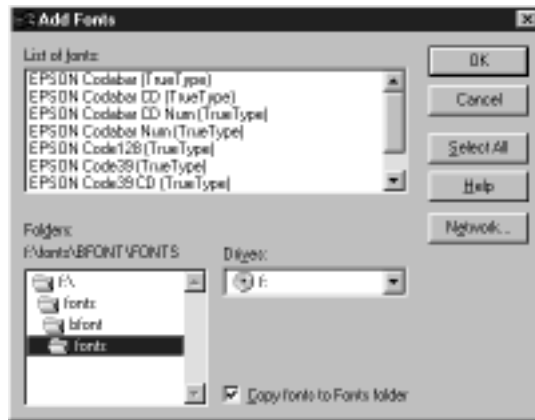 Add Fonts
List of fonts:
EPSON Codabar (TrueType)
EPSON Codabar CD (TrueType)
EPSON Codabar CD Num (TrueType)
EPSON Codabar Num (TrueType)
EPSON Code128 (TrueType)
EPSON Code39 (TrueType)
EPSON Code39 CD (TrueType)
OK
Cancel
Select All
Help
Network...
Folders:
f:\fonts\BFONT\FONTS
f:\
fonts
bfont
fonts
Drives:
f:
Copy fonts to Fonts folder